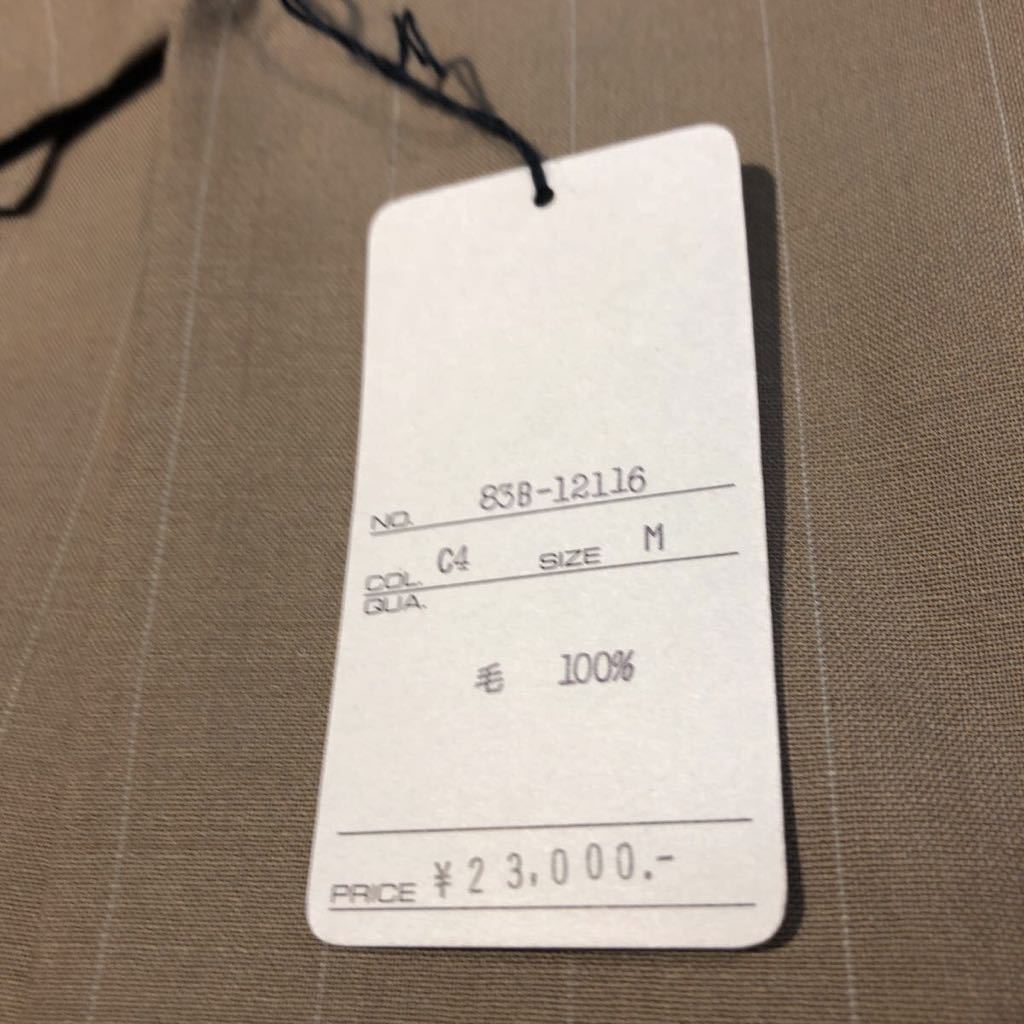 NO. 83B-12116
COL. C4 SIZE M
QUA.
毛 100%
PRICE ¥23,000.-